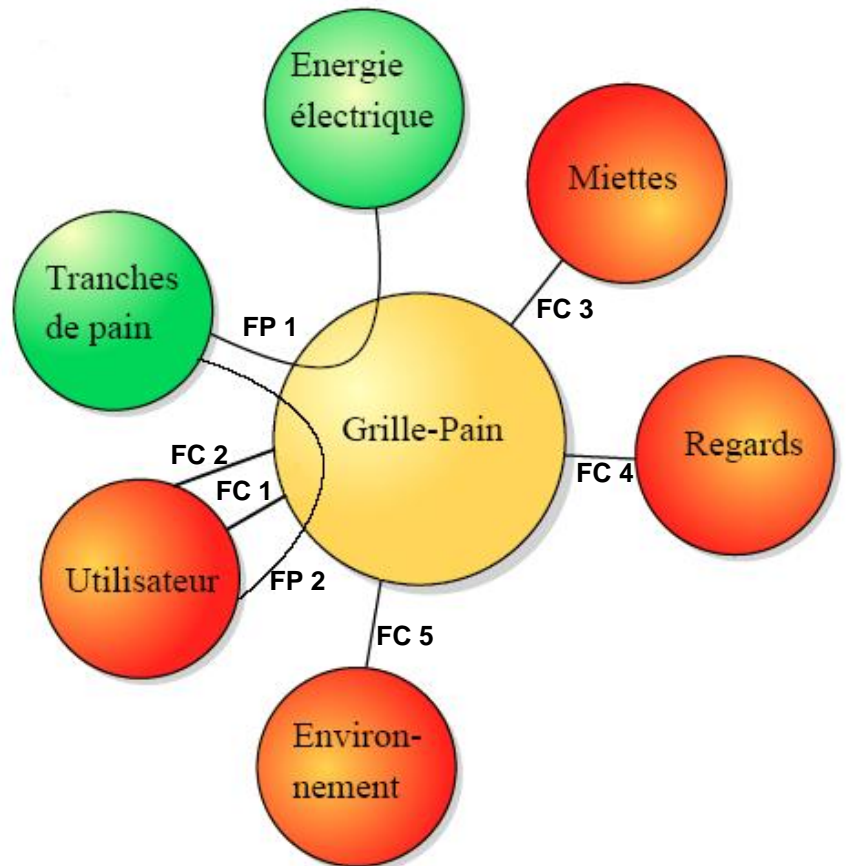 Energie
électrique
Miettes
Tranches
de pain
FP 1
FC 3
Grille-Pain
Regards
FC 2
FC 4
FC 1
Utilisateur
FP 2
FC 5
Environ-
nement